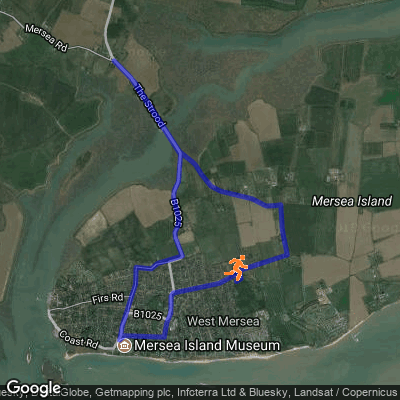 Mersea Rd
The Strood
Mersea Island
B1025
Firs Rd
B1025
West Mersea
Coast Rd
Mersea Island Museum
Google
Globe, Getmapping plc, Infoterra Ltd & Bluesky, Landsat / Copernicus